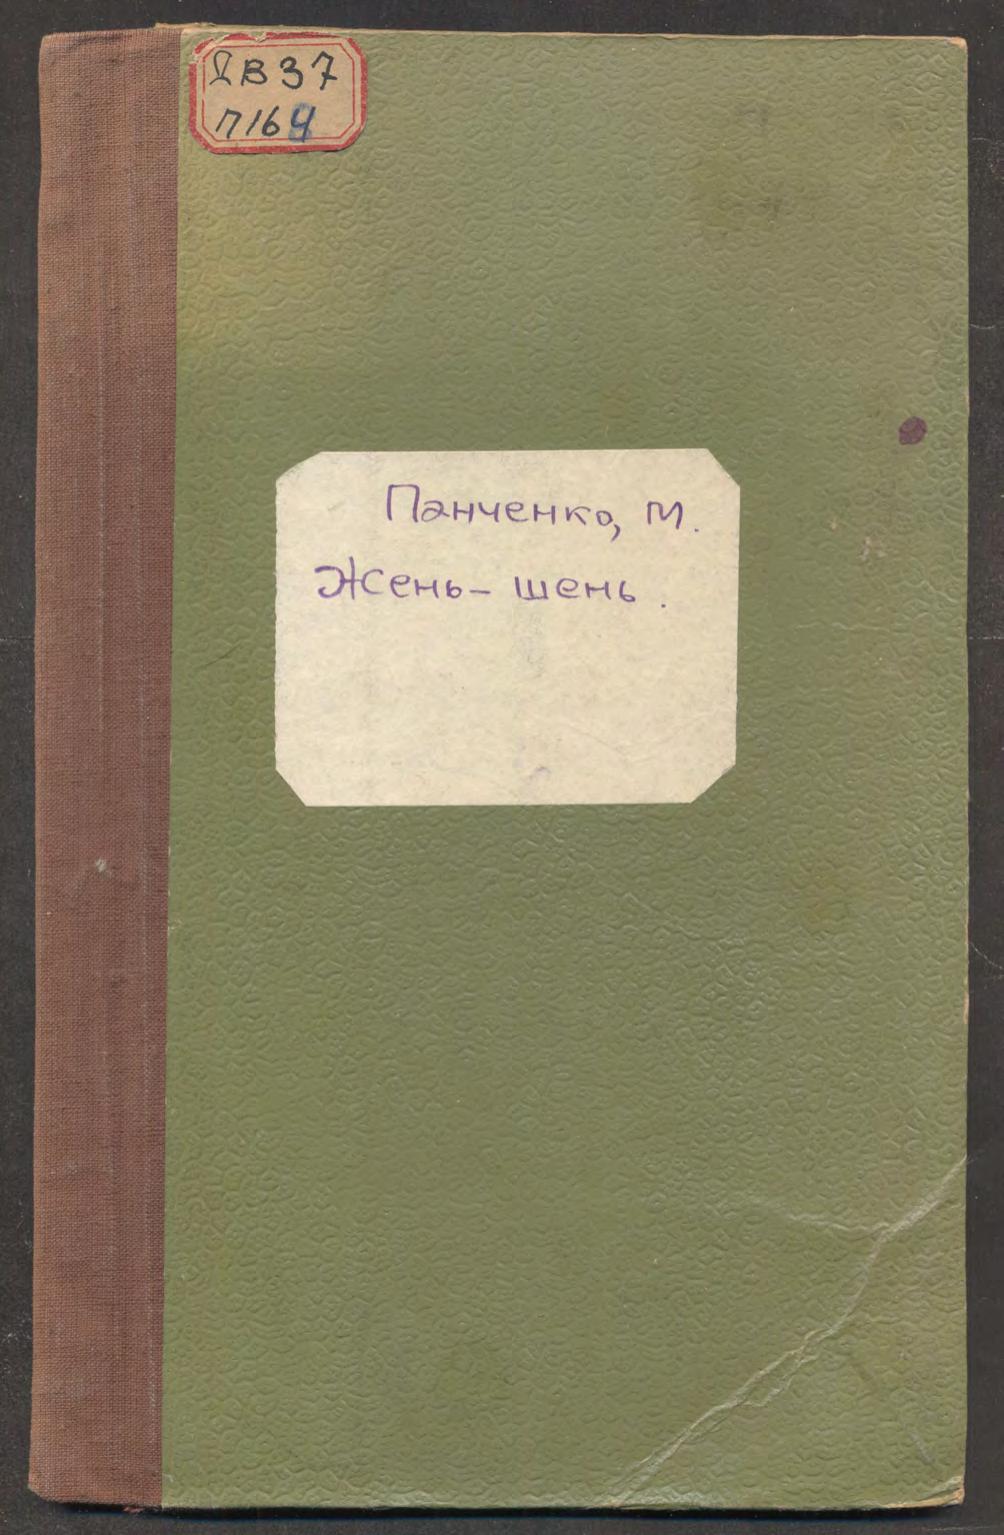 ДВ37
П164
Панченко, М.
Жень-шень.